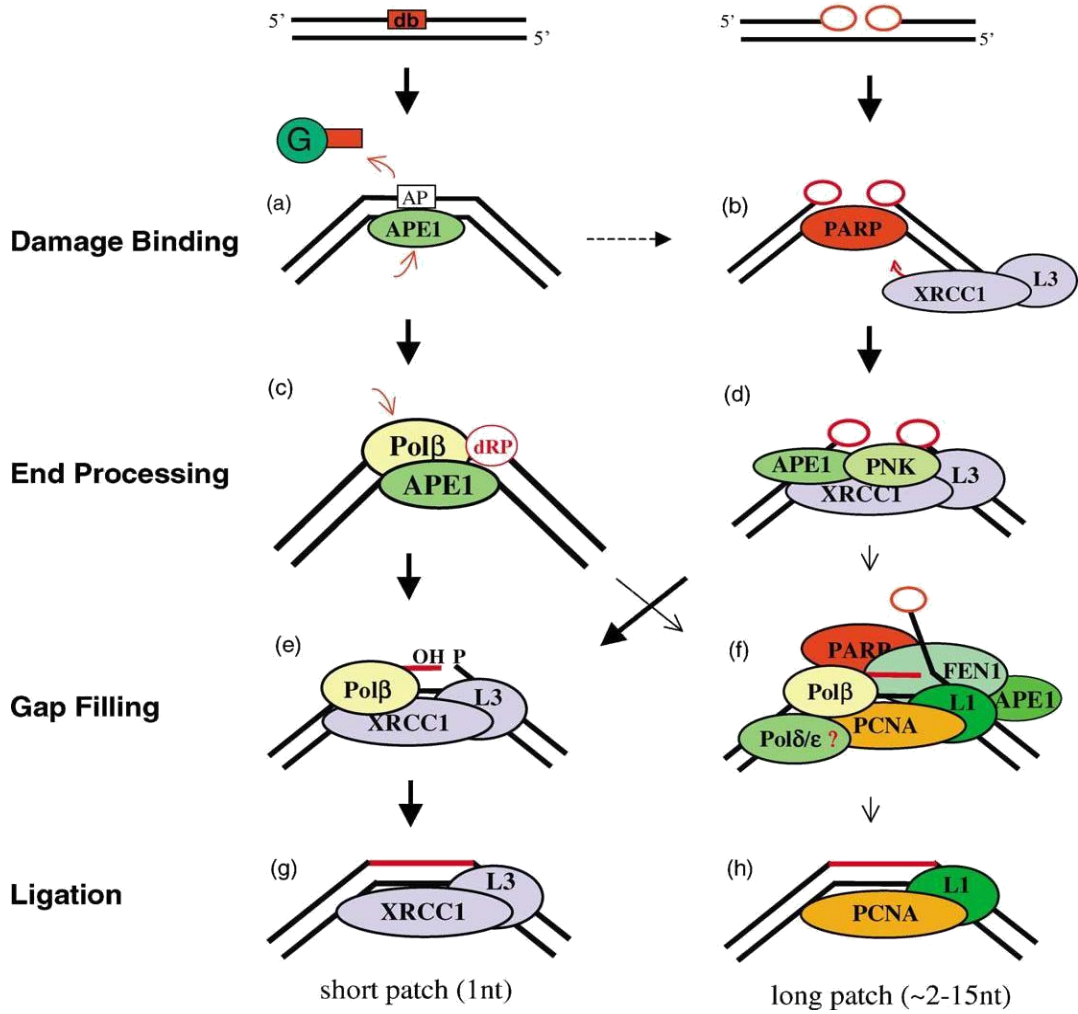 5’ db 5’
5’ 5’
G
(a) AP
APE1
Damage Binding
(b)
PARP
XRCC1 L3
(c)
Polβ dRP
APE1
End Processing
(d)
APE1 PNK
XRCC1 L3
(e) OH P
Polβ L3
XRCC1
Gap Filling
(f) PARP FEN1
Polβ L1 APE1
PCNA
Polδ/ε ?
(g) L3
XRCC1
Ligation
(h) L1
PCNA
short patch (1nt)
long patch (~2-15nt)